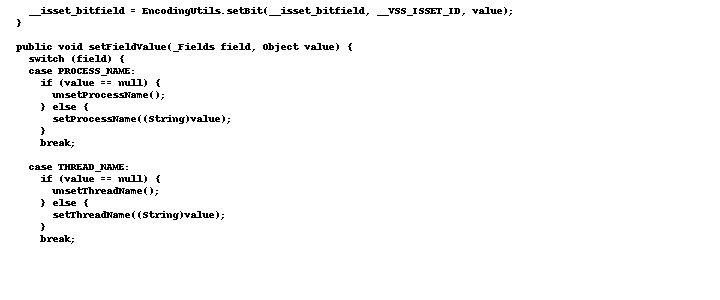 __isset_bitfield = EncodingUtils.setBit(__isset_bitfield, __VSS_ISSET_ID, value);
}
public void setFieldValue(_Fields field, Object value) {
switch (field) {
case PROCESS_NAME:
if (value == null) {
unsetProcessName();
} else {
setProcessName((String)value);
}
break;
case THREAD_NAME:
if (value == null) {
unsetThreadName();
} else {
setThreadName((String)value);
}
break;